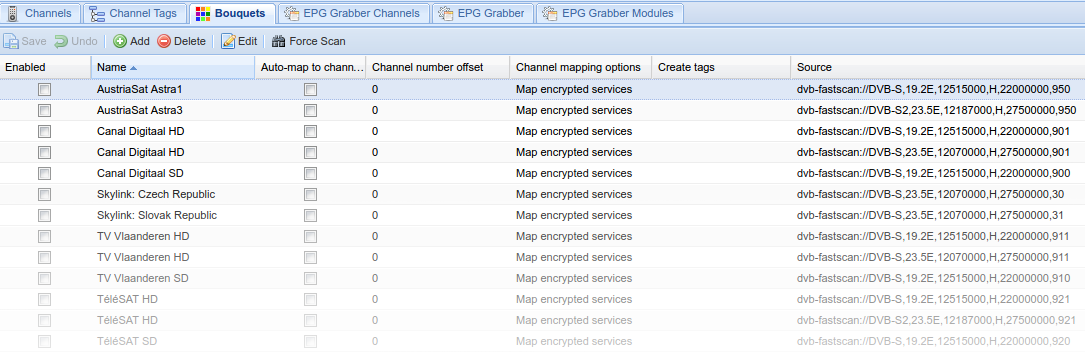 Channels Channel Tags Bouquets EPG Grabber Channels EPG Grabber EPG Grabber Modules
Save Undo Add Delete Edit Force Scan
Enabled Name Auto-map to chann... Channel number offset Channel mapping options Create tags Source
AustriaSat Astra1 0 Map encrypted services dvb-fastscan://DVB-S,19.2E,12515000,H,22000000,950
AustriaSat Astra3 0 Map encrypted services dvb-fastscan://DVB-S2,23.5E,12187000,H,27500000,950
Canal Digitaal HD 0 Map encrypted services dvb-fastscan://DVB-S,19.2E,12515000,H,22000000,901
Canal Digitaal HD 0 Map encrypted services dvb-fastscan://DVB-S,23.5E,12070000,H,27500000,901
Canal Digitaal SD 0 Map encrypted services dvb-fastscan://DVB-S,19.2E,12515000,H,22000000,900
Skylink: Czech Republic 0 Map encrypted services dvb-fastscan://DVB-S,23.5E,12070000,H,27500000,30
Skylink: Slovak Republic 0 Map encrypted services dvb-fastscan://DVB-S,23.5E,12070000,H,27500000,31
TV Vlaanderen HD 0 Map encrypted services dvb-fastscan://DVB-S,19.2E,12515000,H,22000000,911
TV Vlaanderen HD 0 Map encrypted services dvb-fastscan://DVB-S,23.5E,12070000,H,27500000,911
TV Vlaanderen SD 0 Map encrypted services dvb-fastscan://DVB-S,19.2E,12515000,H,22000000,910
TéléSAT HD 0 Map encrypted services dvb-fastscan://DVB-S,19.2E,12515000,H,22000000,921
TéléSAT HD 0 Map encrypted services dvb-fastscan://DVB-S2,23.5E,12187000,H,27500000,921
TéléSAT SD 0 Map encrypted services dvb-fastscan://DVB-S,19.2E,12515000,H,22000000,920